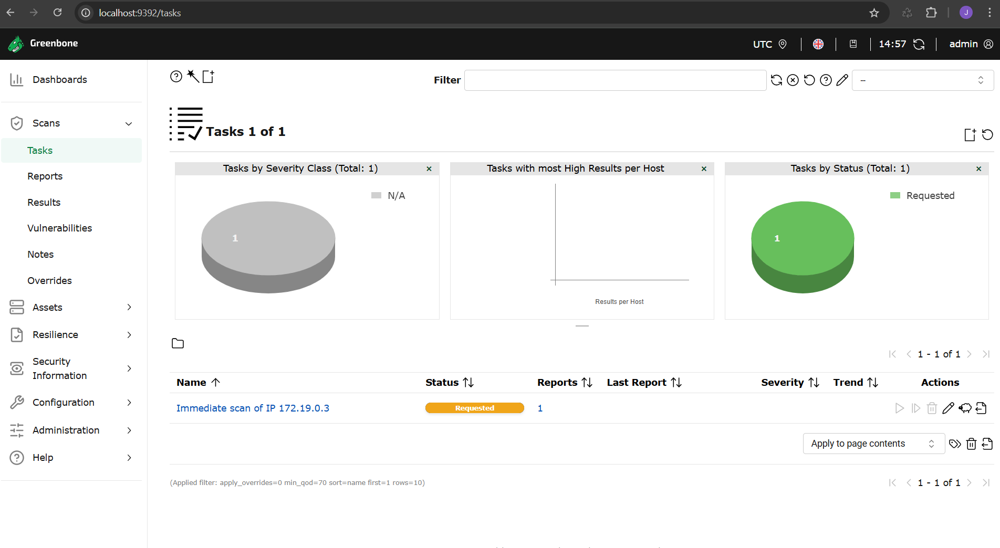 localhost:9392/tasks
J
Greenbone
UTC
14:57
admin
Dashboards
Scans
Tasks
Reports
Results
Vulnerabilities
Notes
Overrides
Assets
Resilience
Security
Information
Configuration
Administration
Help
Filter
--
Tasks 1 of 1
Tasks by Severity Class (Total: 1)
N/A
1
Tasks with most High Results per Host
Results per Host
Tasks by Status (Total: 1)
Requested
1
1 - 1 of 1
Name Status Reports Last Report Severity Trend Actions
Immediate scan of IP 172.19.0.3 Requested 1
Apply to page contents
(Applied filter: apply_overrides=0 min_qod=70 sort=name first=1 rows=10)
1 - 1 of 1